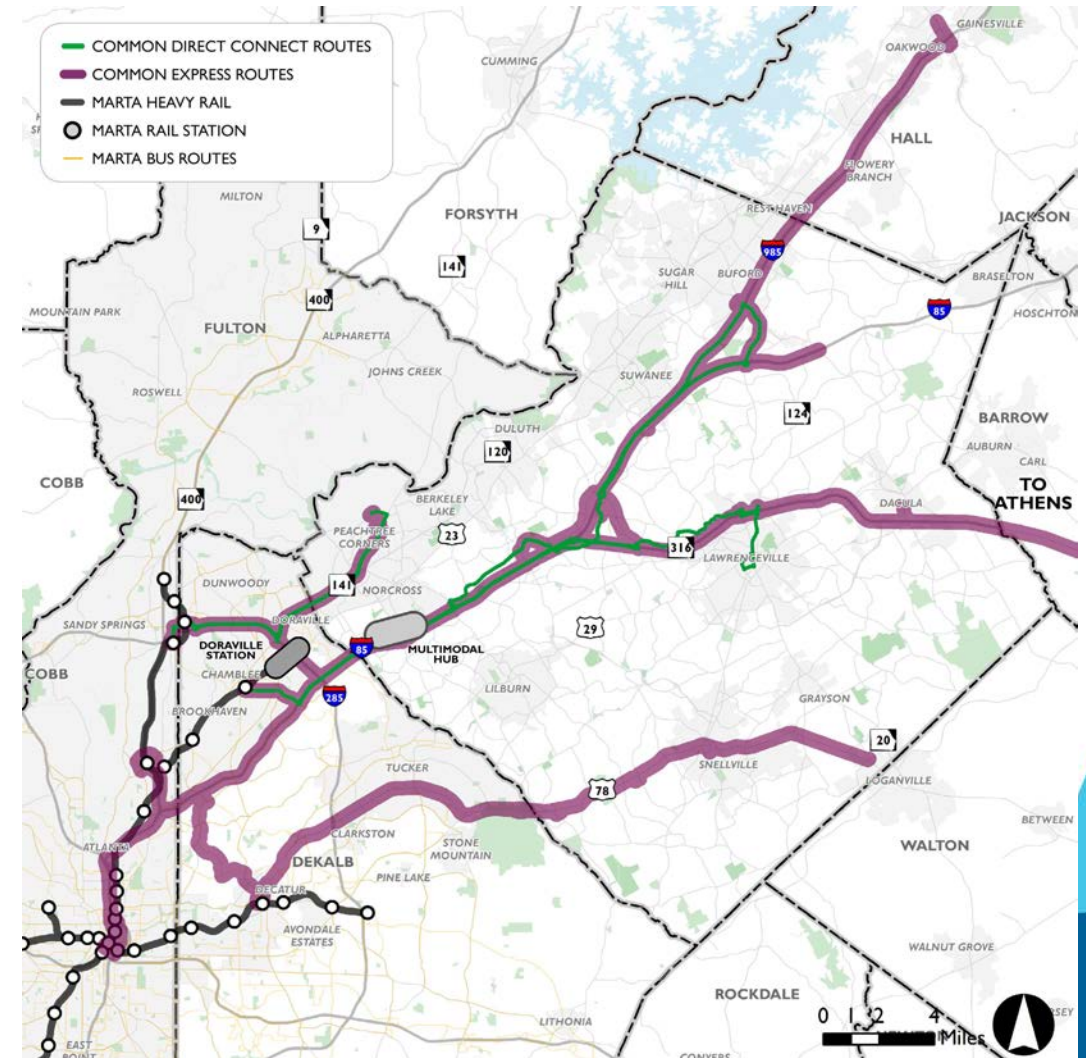 COMMON DIRECT CONNECT ROUTES
COMMON EXPRESS ROUTES
MARTA HEAVY RAIL
MARTA RAIL STATION
MARTA BUS ROUTES
GAINESVILLE
OAKWOOD
CUMMING
HALL
FLOWERY
BRANCH
MILTON
FORSYTH
REST HAVEN
JACKSON
9
141
985
SUGAR
HILL
BUFORD
BRASELTON
400
85
HOSCHTON
MOUNTAIN PARK
FULTON
ALPHARETTA
JOHNS CREEK
SUWANEE
ROSWELL
124
BARROW
DULUTH
120
AUBURN
CARL
COBB
TO
ATHENS
400
BERKELEY
LAKE
DACULA
PEACHTREE
CORNERS
23
316
LAWRENCEVILLE
DUNWOODY
141
NORCROSS
SANDY SPRINGS
DORAVILLE
29
DORAVILLE
STATION
85
MULTIMODAL
HUB
COBB
CHAMBLEE
285
LILBURN
GRAYSON
BROOKHAVEN
20
TUCKER
SNELLVILLE
LOGANVILLE
78
CLARKSTON
BETWEEN
ATLANTA
STONE
MOUNTAIN
DEKALB
WALTON
PINE LAKE
DECATUR
AVONDALE
ESTATES
WALNUT GROVE
ROCKDALE
0 1 2 4
Miles
LITHONIA
EAST
POINT
CONYERS